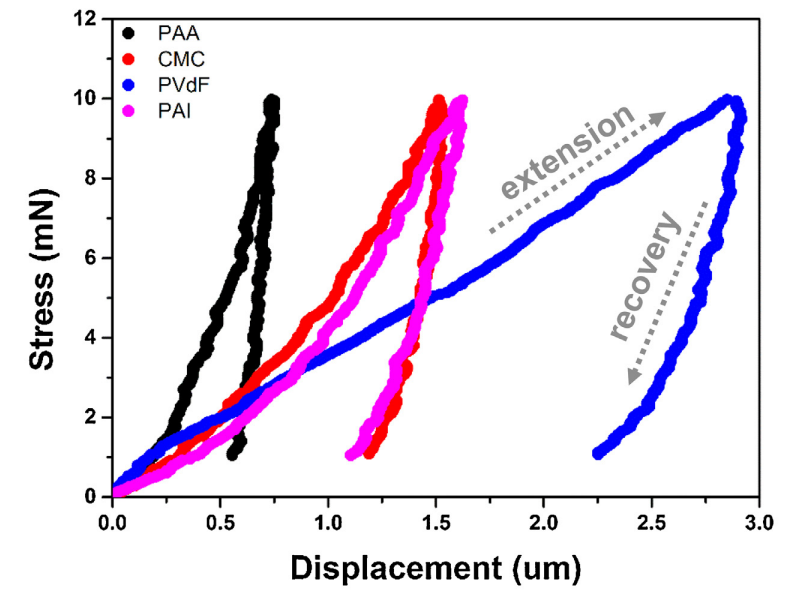 12
10
8
6
4
2
0
Stress (mN)
PAA
CMC
PVdF
PAI
extension
recovery
0.0 0.5 1.0 1.5 2.0 2.5 3.0
Displacement (um)